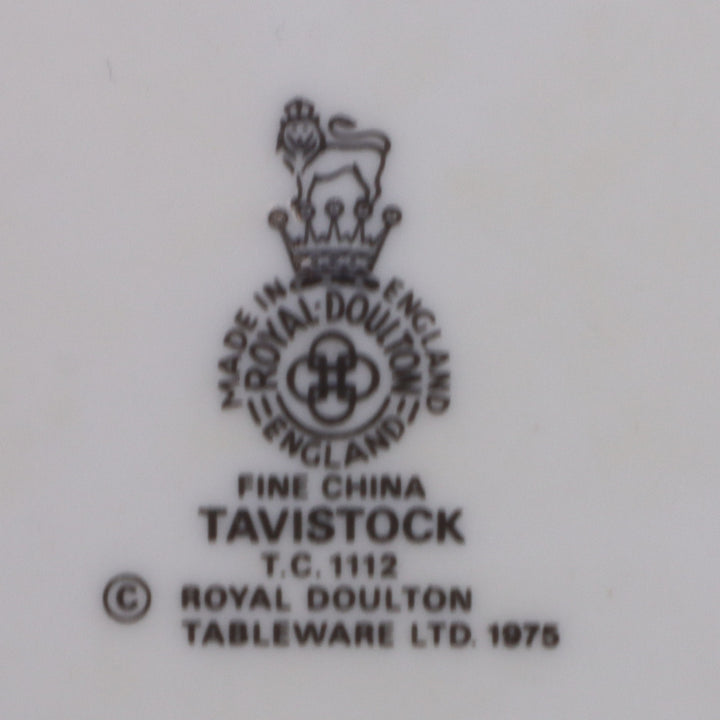 MADE IN ENGLAND
ROYAL·DOULTON
ENGLAND
FINE CHINA
TAVISTOCK
T.C. 1112
© ROYAL DOULTON
TABLEWARE LTD. 1975